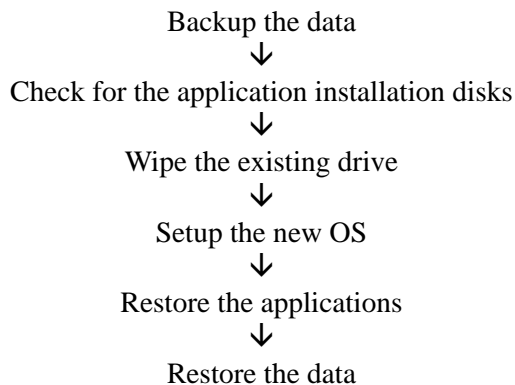 Backup the data
↓
Check for the application installation disks
↓
Wipe the existing drive
↓
Setup the new OS
↓
Restore the applications
↓
Restore the data